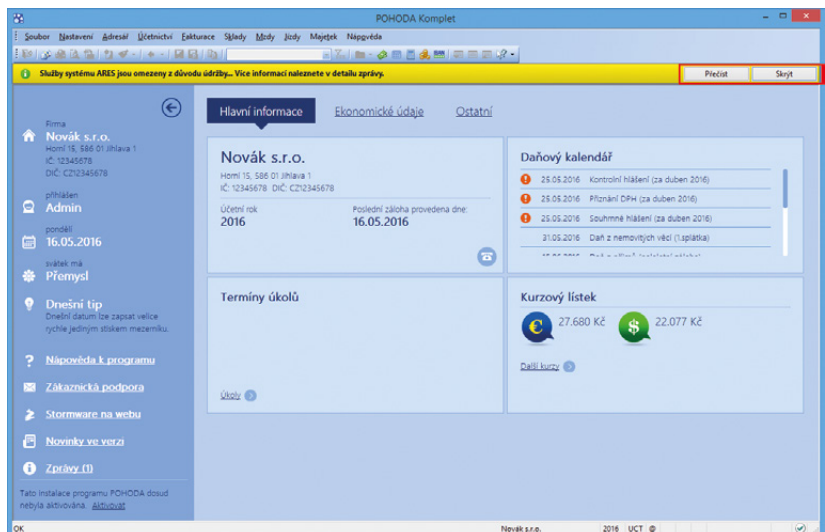 POHODA Komplet
Soubor Nastavení Adresář Účetnictví Fakturace Sklady Mzdy Jízdy Majetek Nápověda
Služby systému ARES jsou omezeny z důvodu údržby... Více informací naleznete v detailu zprávy.
Přečíst Skrýt
Firma
Novák s.r.o.
Horní 15, 586 01 Jihlava 1
IČ: 12345678
DIČ: CZ12345678
přihlášen
Admin
pondělí
16.05.2016
svátek má
Přemysl
Dnešní tip
Dnešní datum lze zapsat velice
rychle jediným stiskem mezerníku.
Nápověda k programu
Zákaznická podpora
Stormware na webu
Novinky ve verzi
Zprávy (1)
Tato instalace programu POHODA dosud
nebyla aktivována. Aktivovat
Hlavní informace Ekonomické údaje Ostatní
Novák s.r.o.
Horní 15, 586 01 Jihlava 1
IČ: 12345678 DIČ: CZ12345678
Účetní rok
2016
Poslední záloha provedena dne:
16.05.2016
Daňový kalendář
25.05.2016 Kontrolní hlášení (za duben 2016)
25.05.2016 Přiznání DPH (za duben 2016)
25.05.2016 Souhrnné hlášení (za duben 2016)
31.05.2016 Daň z nemovitých věcí (1.splátka)
Termíny úkolů
Úkoly
Kurzový lístek
27.680 Kč
22.077 Kč
Další kurzy
OK Novák s.r.o. 2016 UCT @